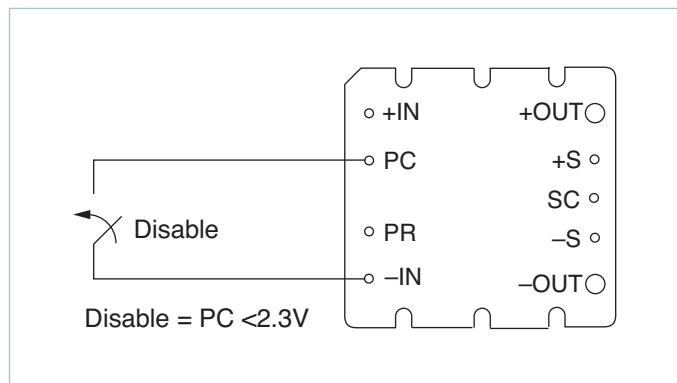 +IN
+OUT
PC
+S
SC
Disable
PR
–S
–IN
–OUT
Disable = PC <2.3V